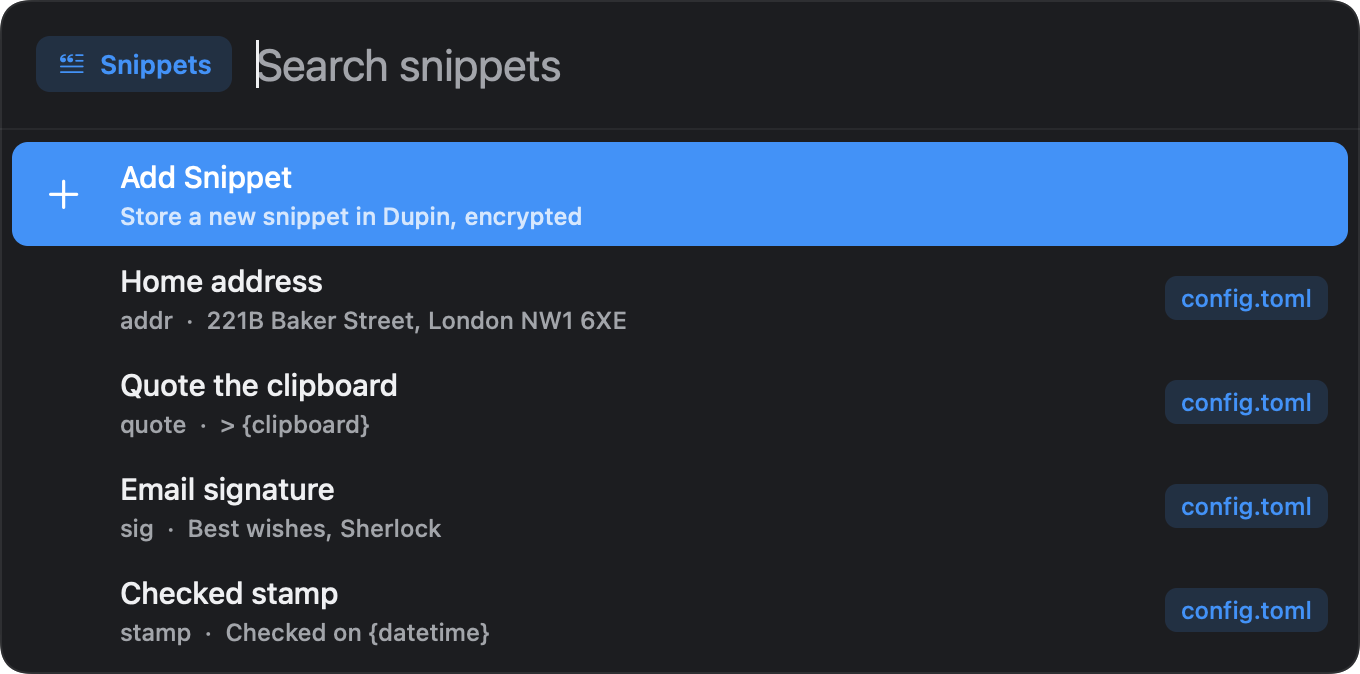 Snippets
Search snippets
Add Snippet
Store a new snippet in Dupin, encrypted
Home address
addr · 221B Baker Street, London NW1 6XE
config.toml
Quote the clipboard
quote · > {clipboard}
config.toml
Email signature
sig · Best wishes, Sherlock
config.toml
Checked stamp
stamp · Checked on {datetime}
config.toml